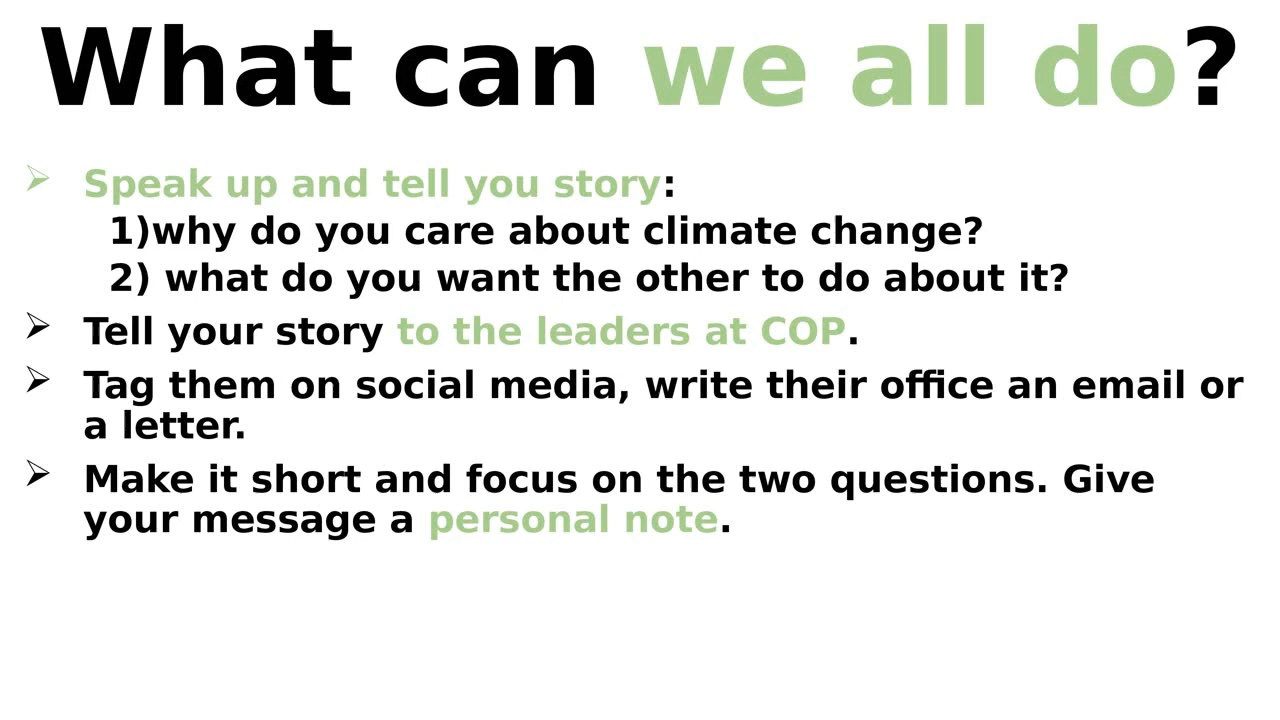 What can we all do?
➢ Speak up and tell you story:
1)why do you care about climate change?
2) what do you want the other to do about it?
➢ Tell your story to the leaders at COP.
➢ Tag them on social media, write their office an email or
a letter.
➢ Make it short and focus on the two questions. Give
your message a personal note.